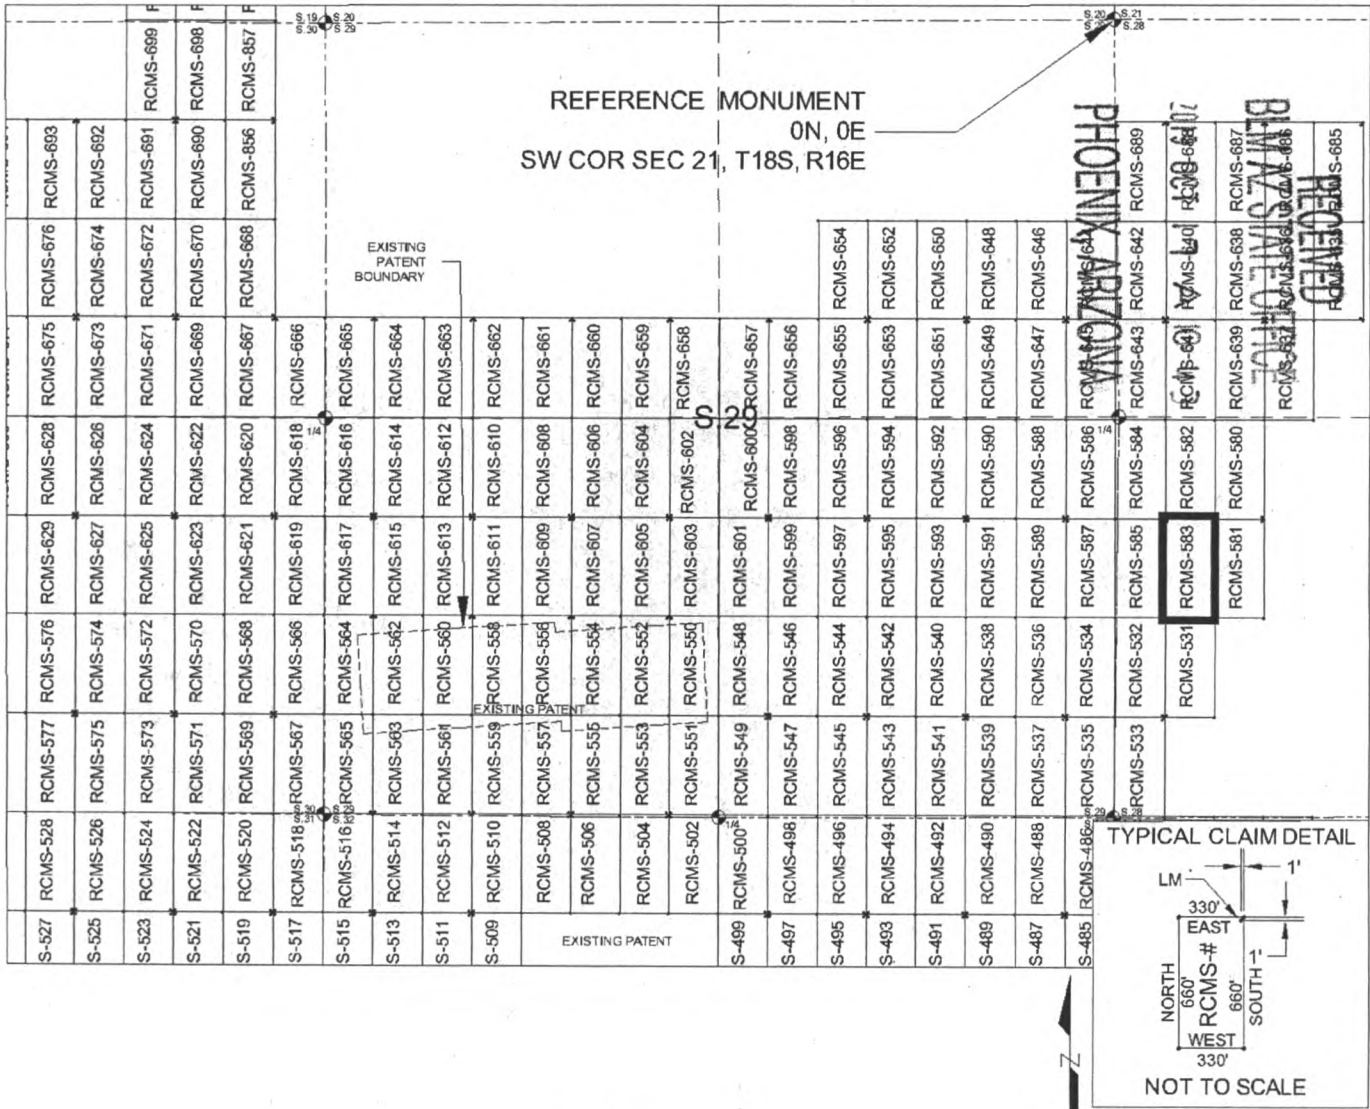 S.19 S.20
S.30 S.29
S.20 S.21
S.28
RCMS-699
RCMS-698
RCMS-857
REFERENCE MONUMENT
0N, 0E
SW COR SEC 21, T18S, R16E
RECEIVED
BLM AZ STATE OFFICE
PHOENIX, ARIZONA
RCMS-693
RCMS-692
RCMS-691
RCMS-690
RCMS-856
RCMS-689
RCMS-688
RCMS-687
RCMS-686
RCMS-685
EXISTING
PATENT
BOUNDARY
RCMS-676
RCMS-674
RCMS-672
RCMS-670
RCMS-668
RCMS-654
RCMS-652
RCMS-650
RCMS-648
RCMS-646
RCMS-642
RCMS-640
RCMS-638
RCMS-675
RCMS-673
RCMS-671
RCMS-669
RCMS-667
RCMS-666
RCMS-665
RCMS-664
RCMS-663
RCMS-662
RCMS-661
RCMS-660
RCMS-659
RCMS-658
RCMS-657
RCMS-656
RCMS-655
RCMS-653
RCMS-651
RCMS-649
RCMS-647
RCMS-645
RCMS-643
RCMS-639
RCMS-637
S.29
RCMS-628
RCMS-626
RCMS-624
RCMS-622
RCMS-620
RCMS-618
1/4
RCMS-616
RCMS-614
RCMS-612
RCMS-610
RCMS-608
RCMS-606
RCMS-604
RCMS-602
RCMS-600
RCMS-598
RCMS-596
RCMS-594
RCMS-592
RCMS-590
RCMS-588
RCMS-586
1/4
RCMS-584
RCMS-582
RCMS-580
RCMS-629
RCMS-627
RCMS-625
RCMS-623
RCMS-621
RCMS-619
RCMS-617
RCMS-615
RCMS-613
RCMS-611
RCMS-609
RCMS-607
RCMS-605
RCMS-603
RCMS-601
RCMS-599
RCMS-597
RCMS-595
RCMS-593
RCMS-591
RCMS-589
RCMS-587
RCMS-585
RCMS-583
RCMS-581
RCMS-576
RCMS-574
RCMS-572
RCMS-570
RCMS-568
RCMS-566
RCMS-564
RCMS-562
RCMS-560
RCMS-558
RCMS-556
RCMS-554
RCMS-552
RCMS-550
RCMS-548
RCMS-546
RCMS-544
RCMS-542
RCMS-540
RCMS-538
RCMS-536
RCMS-534
RCMS-532
RCMS-531
EXISTING PATENT
RCMS-577
RCMS-575
RCMS-573
RCMS-571
RCMS-569
RCMS-567
RCMS-565
RCMS-563
RCMS-561
RCMS-559
RCMS-557
RCMS-555
RCMS-553
RCMS-551
RCMS-549
RCMS-547
RCMS-545
RCMS-543
RCMS-541
RCMS-539
RCMS-537
RCMS-535
RCMS-533
S.30 S.29
S.31 S.32
1/4
S.29 S.28
RCMS-528
RCMS-526
RCMS-524
RCMS-522
RCMS-520
RCMS-518
RCMS-516
RCMS-514
RCMS-512
RCMS-510
RCMS-508
RCMS-506
RCMS-504
RCMS-502
RCMS-500
RCMS-498
RCMS-496
RCMS-494
RCMS-492
RCMS-490
RCMS-488
RCMS-486
S-527
S-525
S-523
S-521
S-519
S-517
S-515
S-513
S-511
S-509
EXISTING PATENT
S-499
S-497
S-495
S-493
S-491
S-489
S-487
S-485
TYPICAL CLAIM DETAIL
1'
LM
330'
EAST
NORTH
660'
RCMS-#
660'
SOUTH
1'
WEST
330'
NOT TO SCALE
N